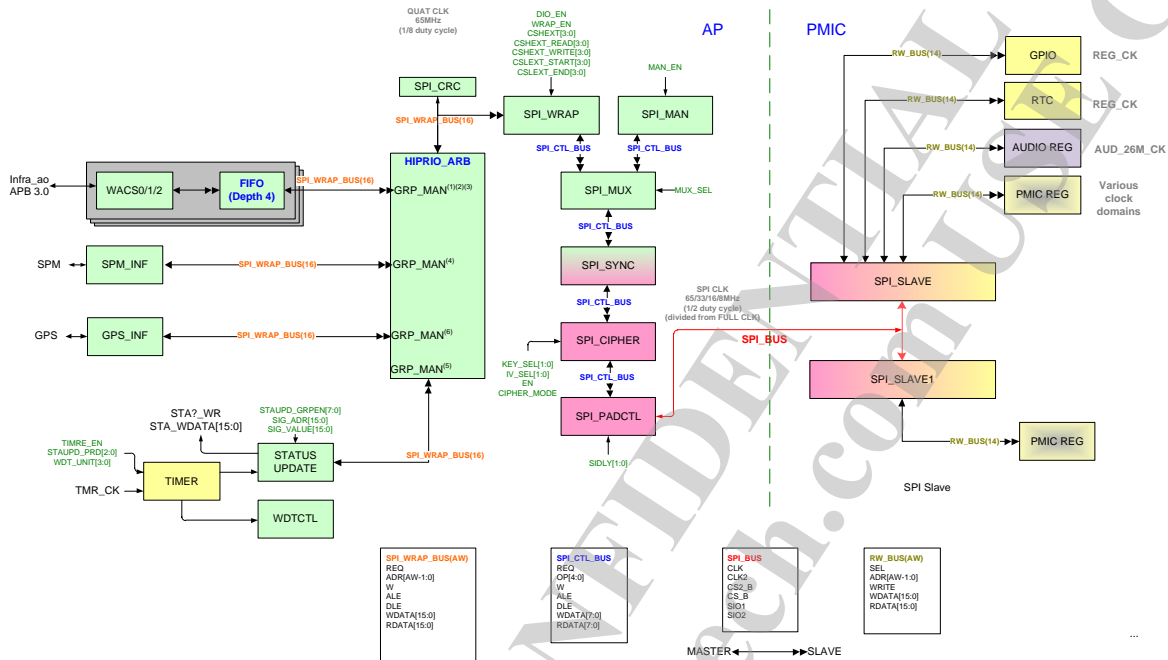 QUAT CLK
65MHz
(1/8 duty cycle)
DIO_EN
WRAP_EN
CSHEXT[3:0]
CSHEXT_READ[3:0]
CSHEXT_WRITE[3:0]
CSLEXT_START[3:0]
CSLEXT_END[3:0]
MAN_EN
AP
PMIC
RW_BUS(14)
GPIO
REG_CK
RW_BUS(14)
RTC
REG_CK
RW_BUS(14)
AUDIO REG
AUD_26M_CK
RW_BUS(14)
PMIC REG
Various
clock
domains
SPI_CRC
SPI_WRAP_BUS(16)
SPI_WRAP
SPI_MAN
SPI_CTL_BUS
SPI_CTL_BUS
HIPRIO_ARB
Infra_ao
APB 3.0
WACS0/1/2
FIFO
(Depth 4)
SPI_WRAP_BUS(16)
GRP_MAN(1)(2)(3)
SPI_MUX
MUX_SEL
SPI_CTL_BUS
SPM
SPM_INF
SPI_WRAP_BUS(16)
GRP_MAN(4)
SPI_SYNC
SPI_CTL_BUS
SPI CLK
65/33/16/8MHz
(1/2 duty cycle)
(divided from FULL CLK)
SPI_SLAVE
GPS
GPS_INF
SPI_WRAP_BUS(16)
GRP_MAN(6)
SPI_CIPHER
SPI_BUS
KEY_SEL[1:0]
IV_SEL[1:0]
EN
CIPHER_MODE
SPI_CTL_BUS
GRP_MAN(5)
SPI_SLAVE1
SPI_PADCTL
SIDLY[1:0]
RW_BUS(14)
PMIC REG
SPI Slave
STA?_WR
STA_WDATA[15:0]
STAUPD_GRPEN[7:0]
SIG_ADR[15:0]
SIG_VALUE[15:0]
TIMRE_EN
STAUPD_PRD[2:0]
WDT_UNIT[3:0]
STATUS
UPDATE
SPI_WRAP_BUS(16)
TIMER
TMR_CK
WDTCTL
SPI_WRAP_BUS(AW)
REQ
ADR[AW-1:0]
W
ALE
DLE
WDATA[15:0]
RDATA[15:0]
SPI_CTL_BUS
REQ
OP[4:0]
W
ALE
DLE
WDATA[7:0]
RDATA[7:0]
SPI_BUS
CLK
CLK2
CS2_B
CS_B
SIO1
SIO2
RW_BUS(AW)
SEL
ADR[AW-1:0]
WRITE
WDATA[15:0]
RDATA[15:0]
MASTER
SLAVE
...